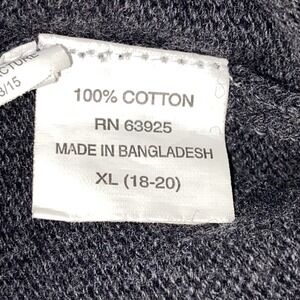 100% COTTON
RN 63925
MADE IN BANGLADESH
XL (18-20)